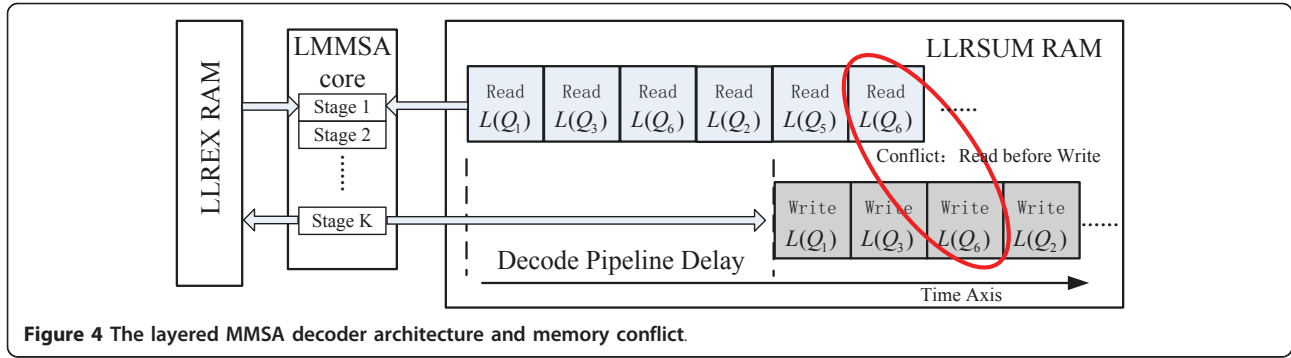 LLREX RAM
LMMSA
core
Stage 1
Stage 2
......
Stage K
LLRSUM RAM
Read Read Read Read Read Read
L(Q₁) L(Q₃) L(Q₆) L(Q₂) L(Q₅) L(Q₆)
......
Conflict: Read before Write
Write Write Write Write
L(Q₁) L(Q₃) L(Q₆) L(Q₂)
......
Decode Pipeline Delay
Time Axis
Figure 4 The layered MMSA decoder architecture and memory conflict.